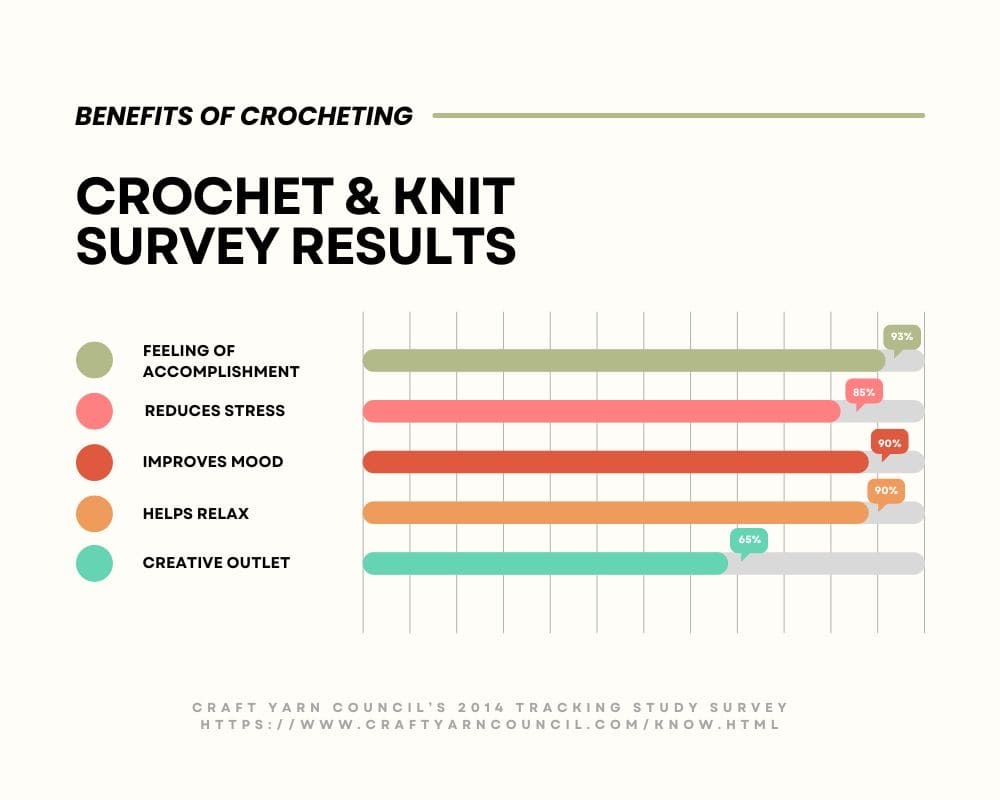 BENEFITS OF CROCHETING
CROCHET & KNIT
SURVEY RESULTS
FEELING OF
ACCOMPLISHMENT
93%
REDUCES STRESS
85%
IMPROVES MOOD
90%
HELPS RELAX
90%
CREATIVE OUTLET
65%
CRAFT YARN COUNCIL'S 2014 TRACKING STUDY SURVEY
HTTPS://WWW.CRAFTYARNCOUNCIL.COM/KNOW.HTML